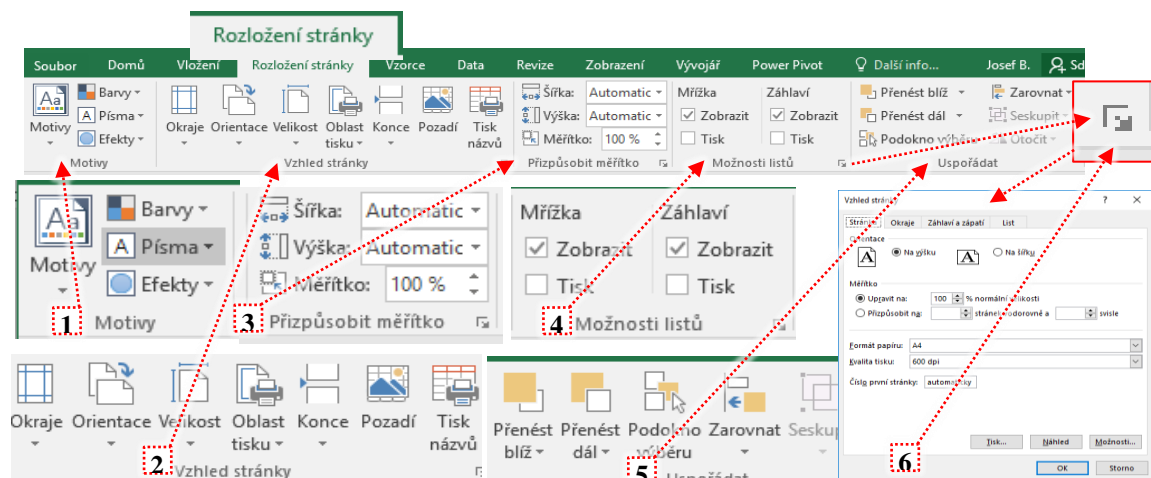 Rozložení stránky
Soubor Domů Vložení Rozložení stránky Vzorce Data Revize Zobrazení Vývojář Power Pivot Další info... Josef B. Sd
Aa Barvy Šířka: Automatic Mřížka Záhlaví Přenést blíž Zarovnat
A Písma Výška: Automatic Zobrazit Zobrazit Přenést dál Seskupit
Motivy Efekty Okraje Orientace Velikost Oblast tisku Konce Pozadí Tisk názvů Měřítko: 100 % Tisk Tisk Podokno výběru Otočit
Motivy Vzhled stránky Přizpůsobit měřítko Možnosti listů Uspořádat
Aa Barvy
A Písma
Motivy Efekty
1 Motivy
Šířka: Automatic
Výška: Automatic
Měřítko: 100 %
3 Přizpůsobit měřítko
Mřížka Záhlaví
Zobrazit Zobrazit
Tisk Tisk
4 Možnosti listů
Okraje Orientace Velikost Oblast Konce Pozadí Tisk
tisku názvů
2 Vzhled stránky
Přenést Přenést Podokno Zarovnat Seskup
blíž dál výběru
5 Uspořádat
Vzhled stránky ? ×
Stránka Okraje Záhlaví a zápatí List
Orientace
A Na výšku A Na šířku
Měřítko
Upravit na: 100 % normální velikosti
Přizpůsobit na: stránek vodorovně a svisle
Formát papíru: A4
Kvalita tisku: 600 dpi
Číslo první stránky: automaticky
6
Tisk... Náhled Možnosti...
OK Storno